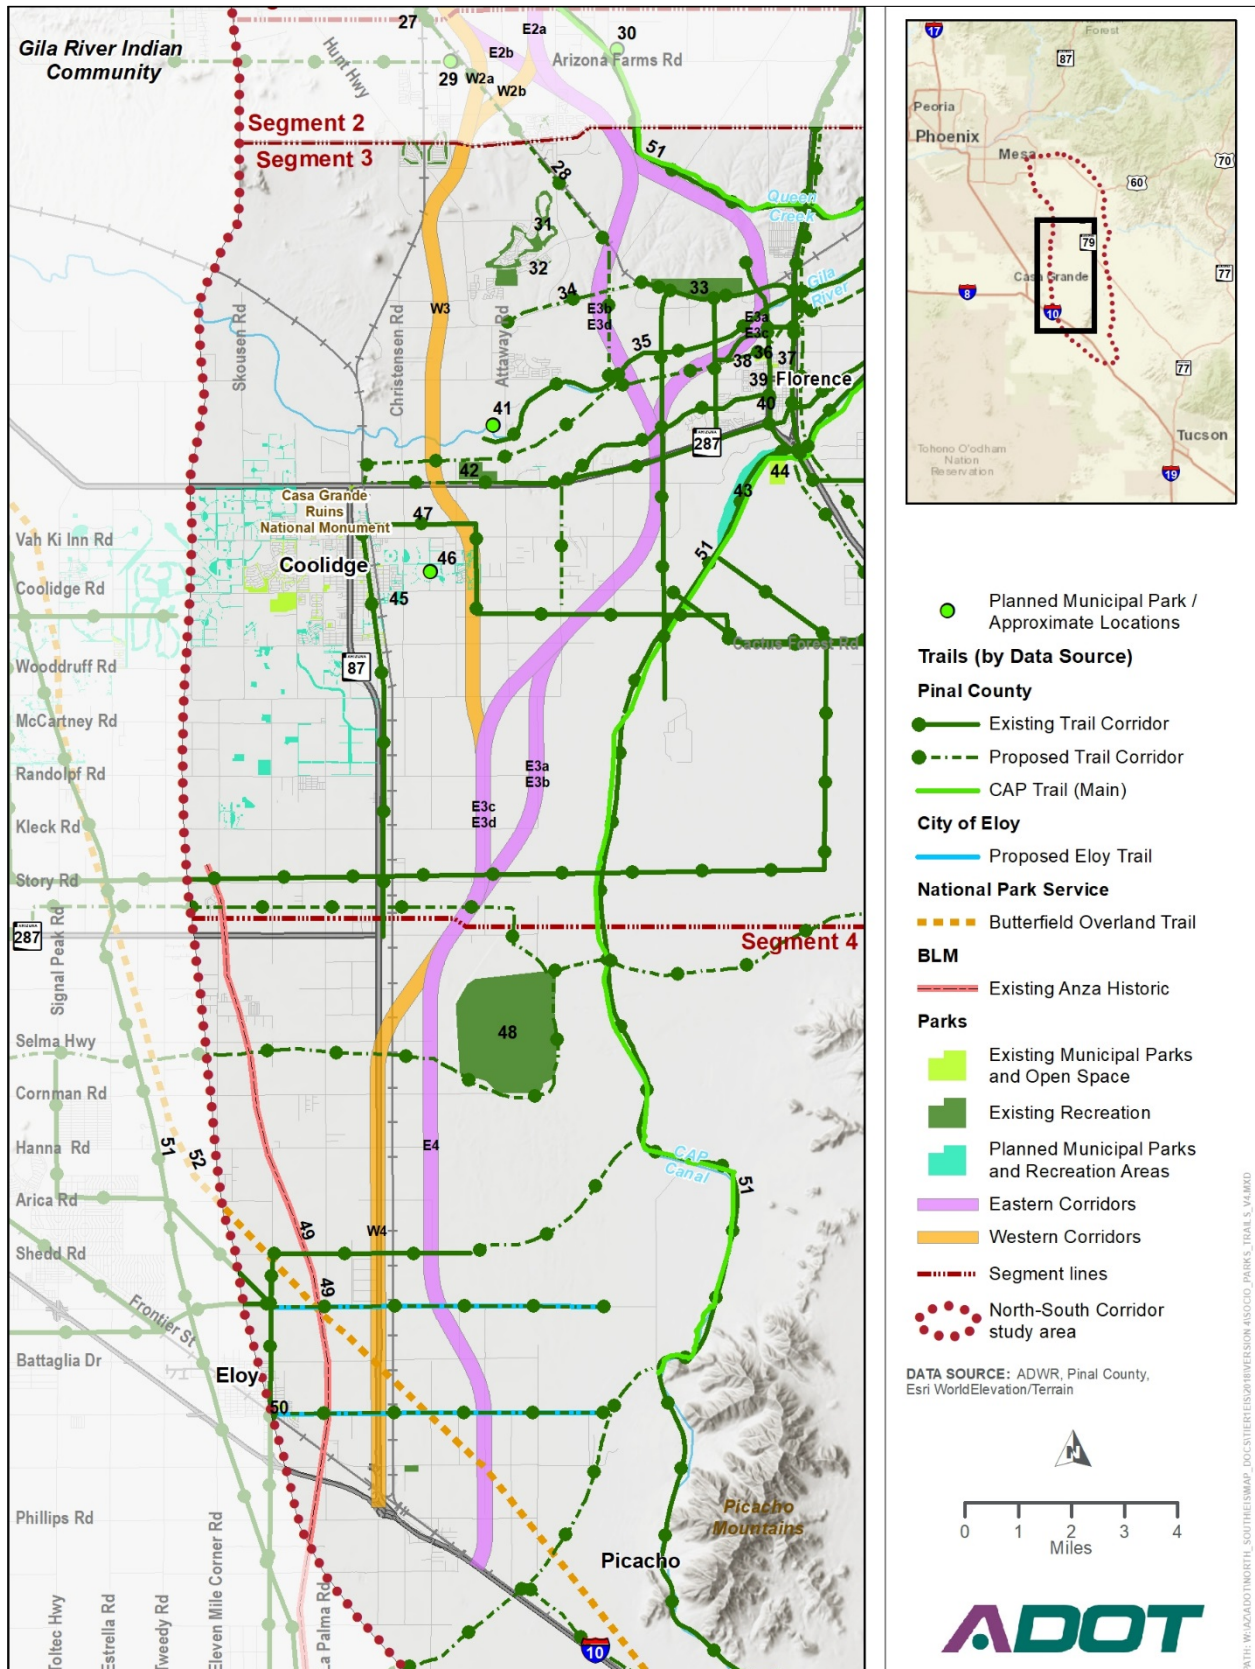 Gila River Indian
Community
27
Hunt Hwy
29
E2a
E2b
30
Arizona Farms Rd
W2a
W2b
Segment 2
Segment 3
51
28
Queen
Creek
31
32
Gila
River
33
34
W3
E3b
E3d
E3a
E3c
35
36
37
38
39
Florence
40
Skousen Rd
Christensen Rd
Attaway Rd
41
287
42
44
43
Casa Grande
Ruins
National Monument
47
Vah Ki Inn Rd
Coolidge
46
51
Coolidge Rd
45
Cactus Forest Rd
Wooddruff Rd
87
McCartney Rd
Randolpf Rd
E3a
E3b
E3c
E3d
Kleck Rd
Story Rd
287
Signal Peak Rd
Segment 4
48
Selma Hwy
Cornman Rd
Hanna Rd
51
52
E4
CAP
Canal
51
Arica Rd
49
W4
Shedd Rd
49
Frontier St
Battaglia Dr
Eloy
50
Phillips Rd
Picacho
Mountains
Picacho
10
Toltec Hwy
Estrella Rd
Tweedy Rd
Eleven Mile Corner Rd
La Palma Rd
17
Forest
87
Peoria
Phoenix
Mesa
70
60
79
Casa Grande
77
8
10
77
Tohono O'odham
Nation
Reservation
Tucson
19
Planned Municipal Park /
Approximate Locations
Trails (by Data Source)
Pinal County
Existing Trail Corridor
Proposed Trail Corridor
CAP Trail (Main)
City of Eloy
Proposed Eloy Trail
National Park Service
Butterfield Overland Trail
BLM
Existing Anza Historic
Parks
Existing Municipal Parks
and Open Space
Existing Recreation
Planned Municipal Parks
and Recreation Areas
Eastern Corridors
Western Corridors
Segment lines
North-South Corridor
study area
DATA SOURCE: ADWR, Pinal County,
Esri WorldElevation/Terrain
N
0 1 2 3 4
Miles
ADOT